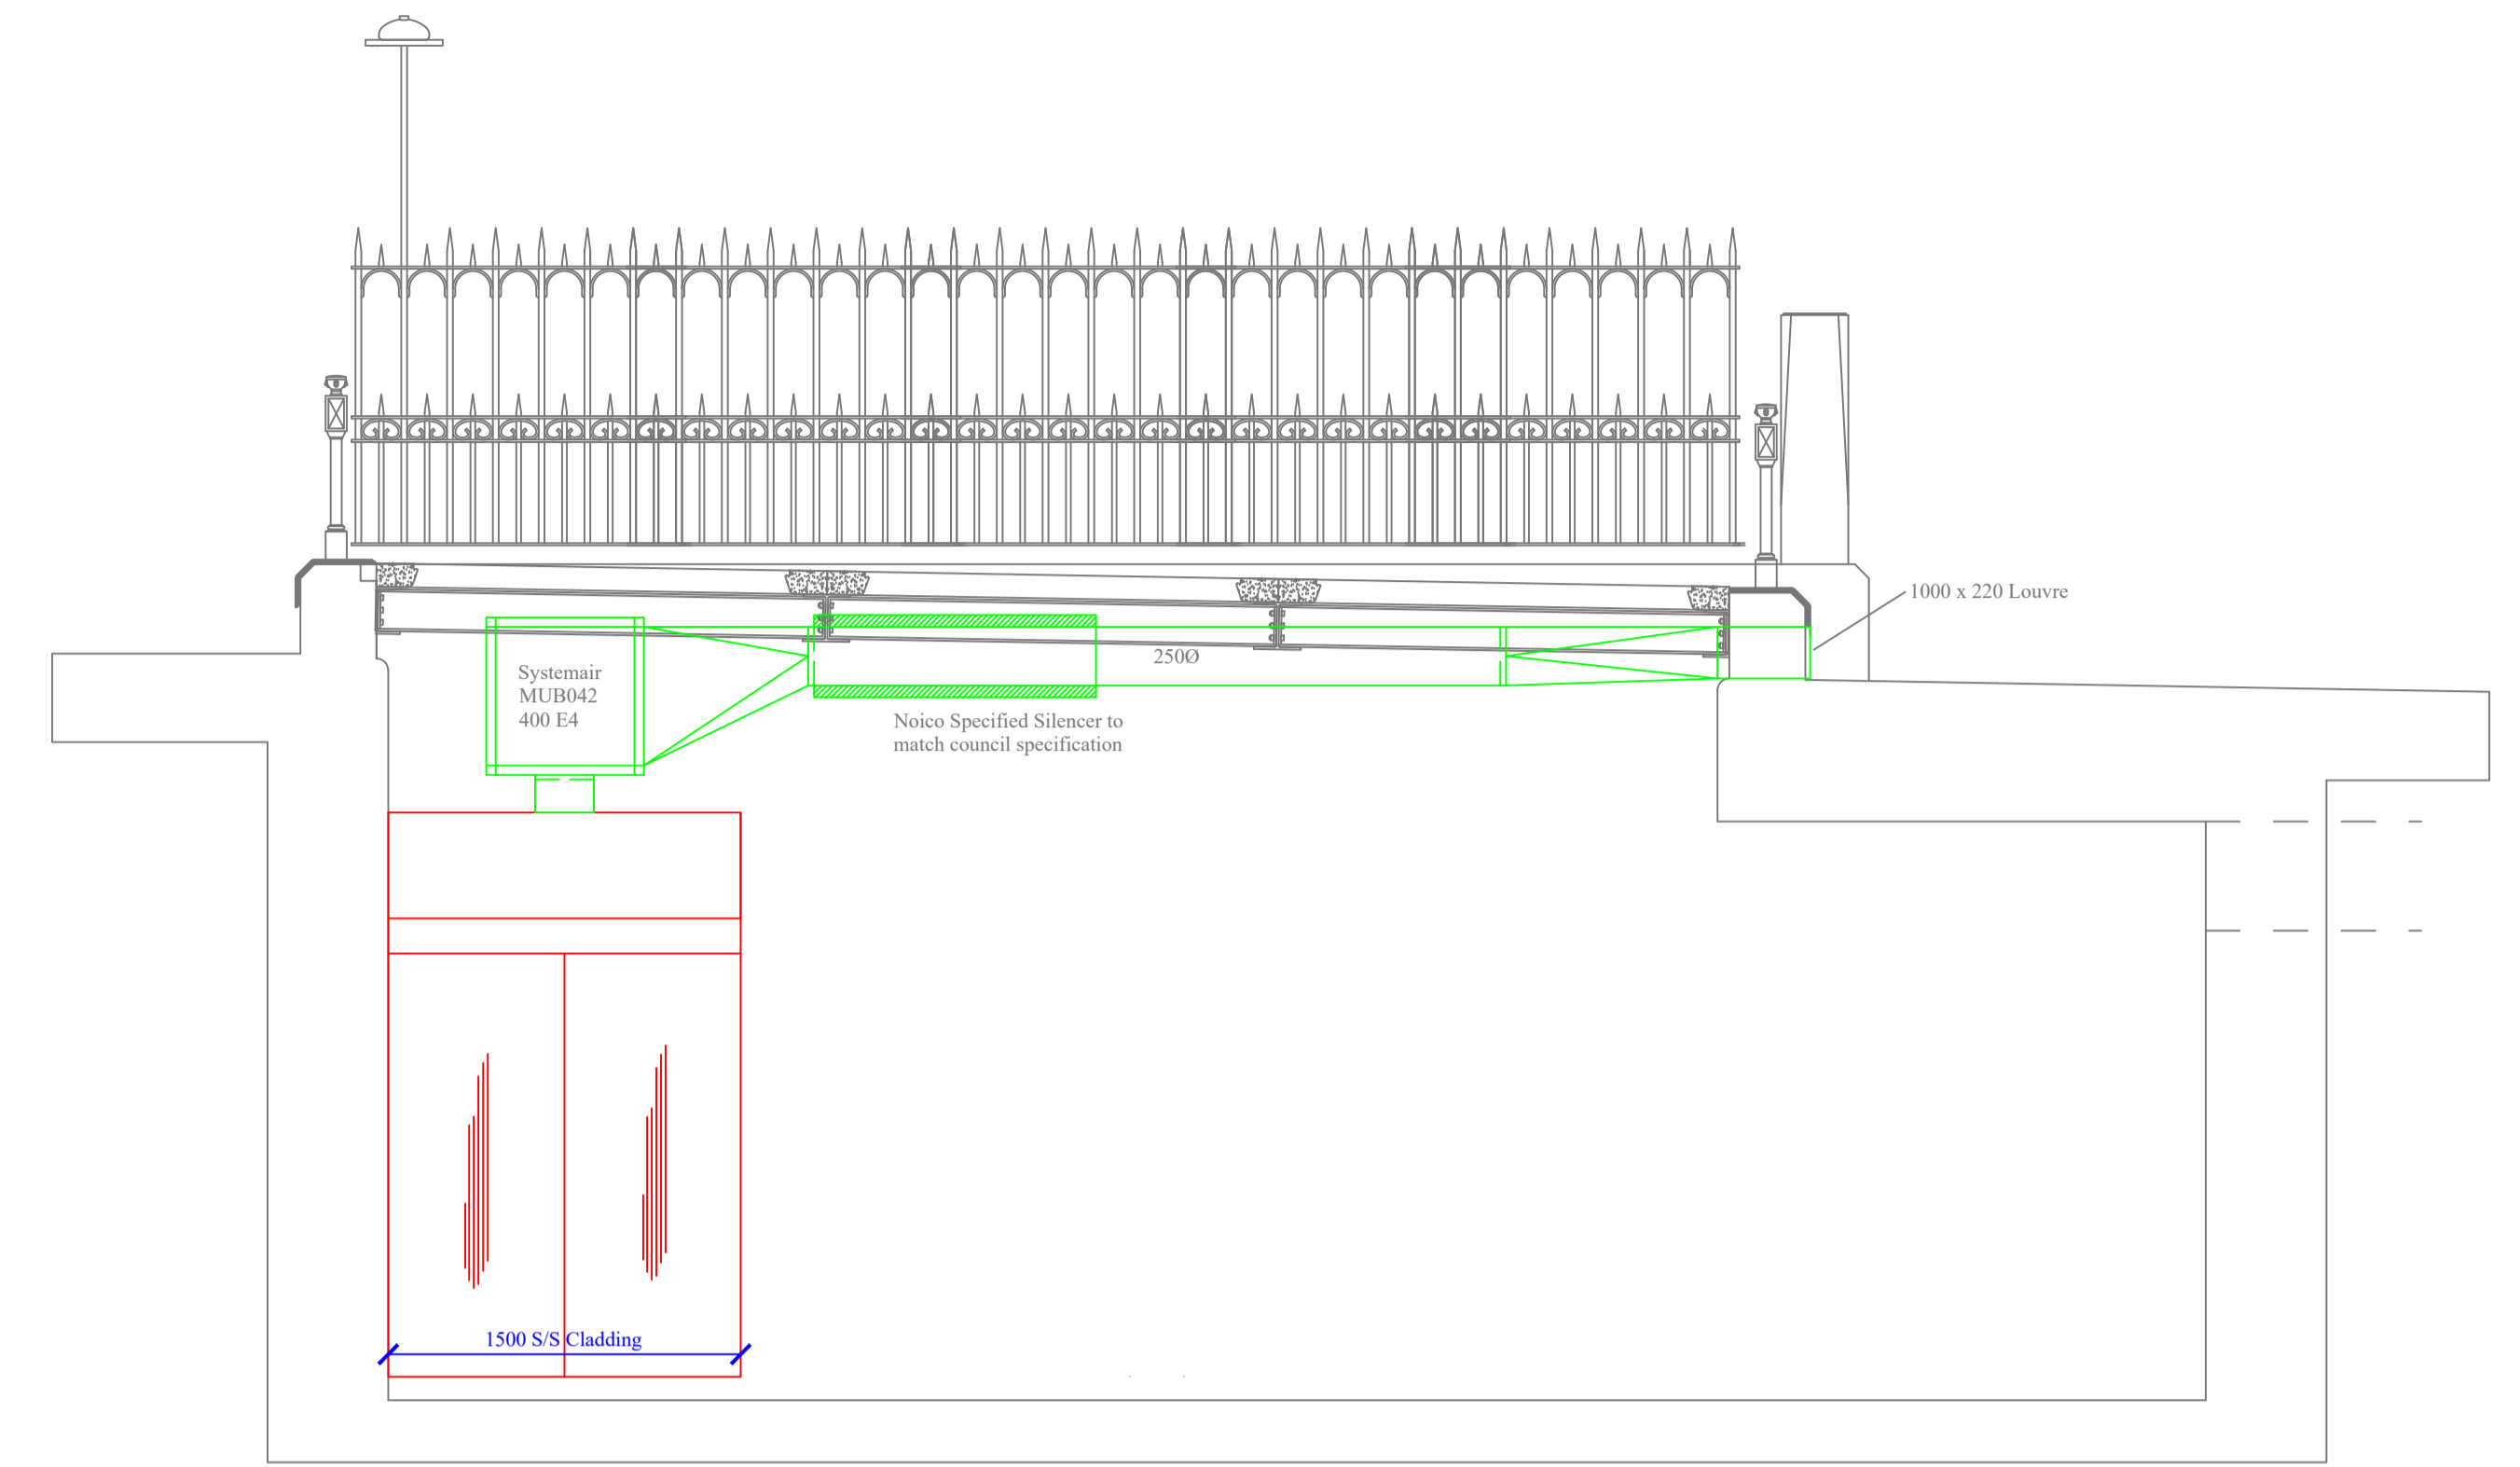 1000 x 220 Louvre
250Ø
Systemair
MUB042
400 E4
Noico Specified Silencer to
match council specification
1500 S/S Cladding